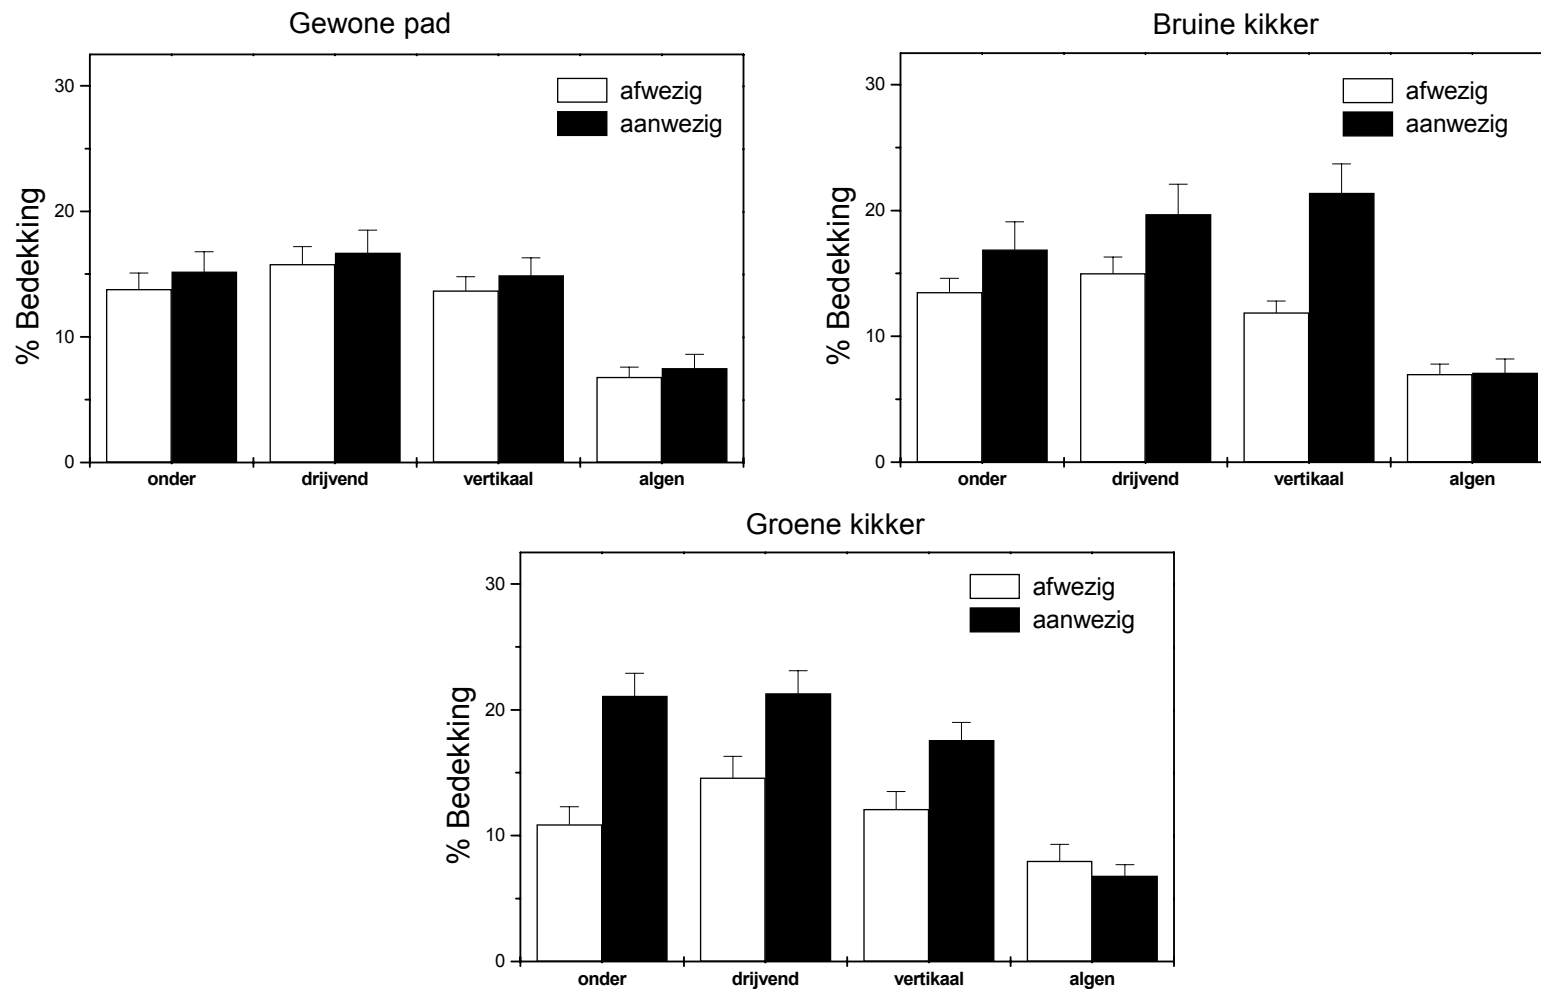 Gewone pad
% Bedekking
30
20
10
0
afwezig
aanwezig
onder drijvend vertikaal algen
Bruine kikker
% Bedekking
30
20
10
0
afwezig
aanwezig
onder drijvend vertikaal algen
Groene kikker
% Bedekking
30
20
10
0
afwezig
aanwezig
onder drijvend vertikaal algen